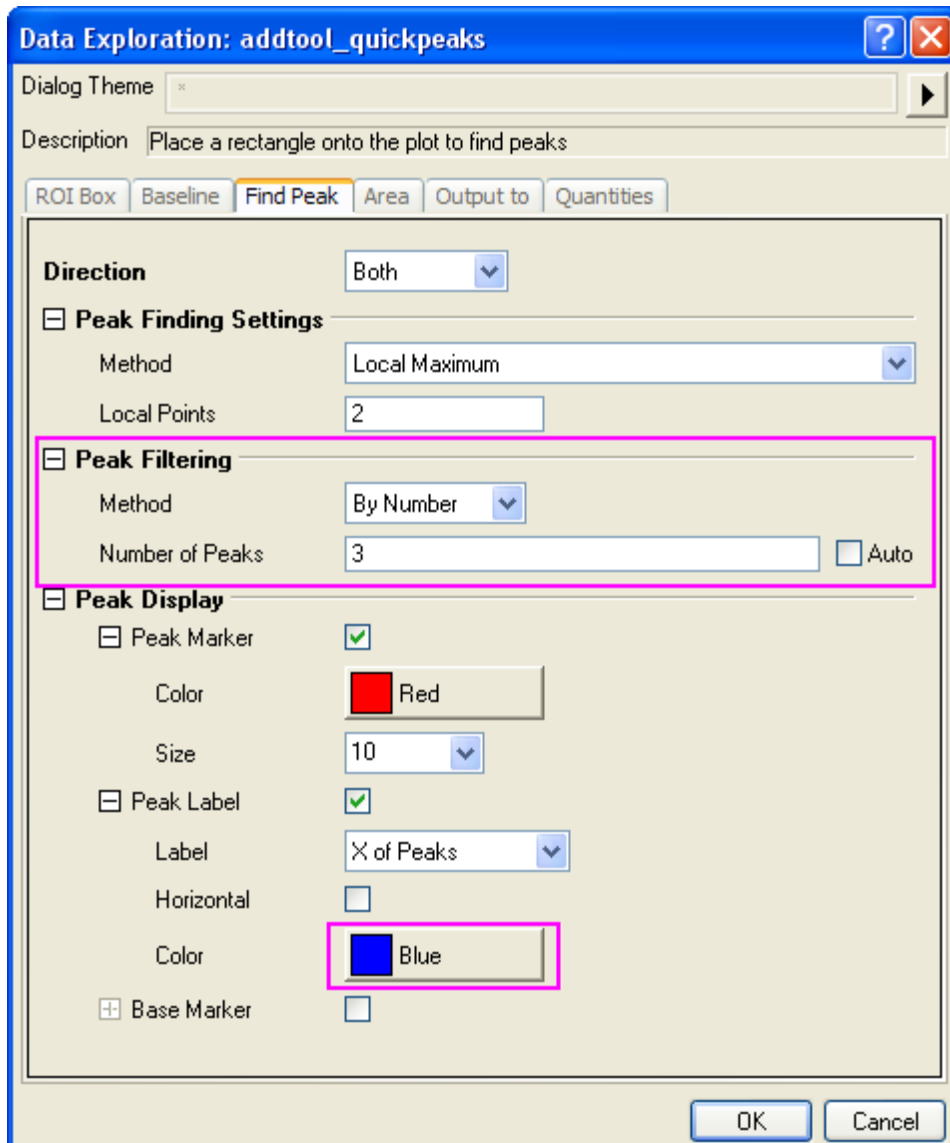 Data Exploration: addtool_quickpeaks
Dialog Theme *
Description Place a rectangle onto the plot to find peaks
ROI Box Baseline Find Peak Area Output to Quantities
Direction Both
Peak Finding Settings
Method Local Maximum
Local Points 2
Peak Filtering
Method By Number
Number of Peaks 3 Auto
Peak Display
Peak Marker
Color Red
Size 10
Peak Label
Label X of Peaks
Horizontal
Color Blue
Base Marker
OK Cancel